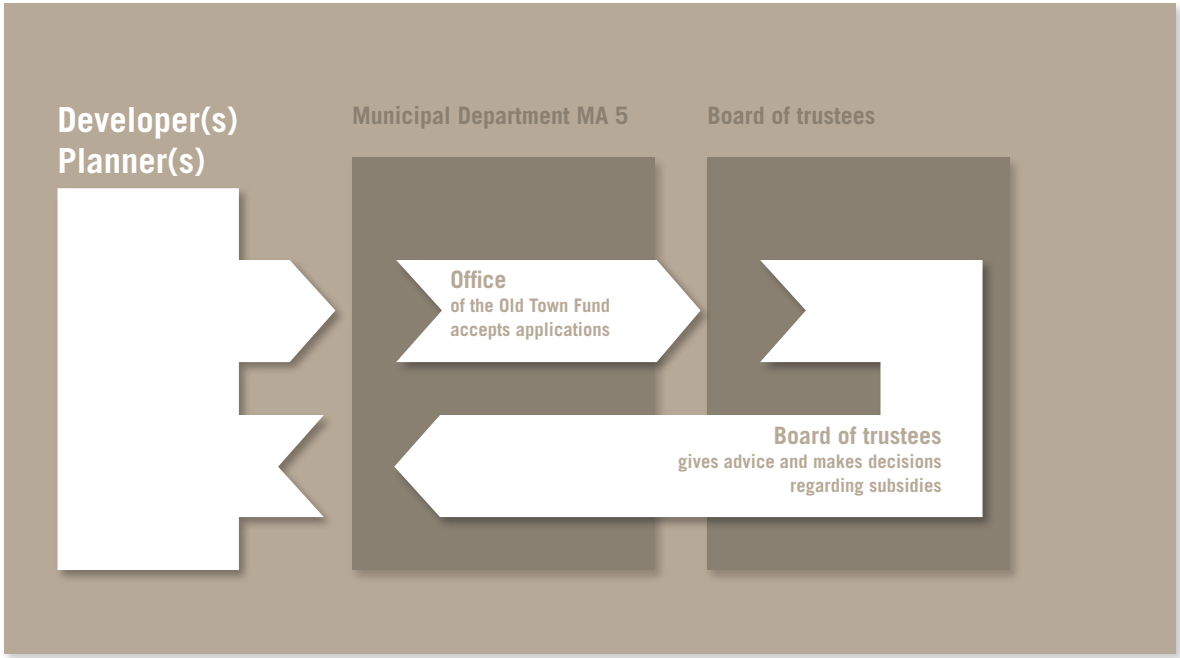 Developer(s)
Planner(s)
Municipal Department MA 5
Board of trustees
Office
of the Old Town Fund
accepts applications
Board of trustees
gives advice and makes decisions
regarding subsidies